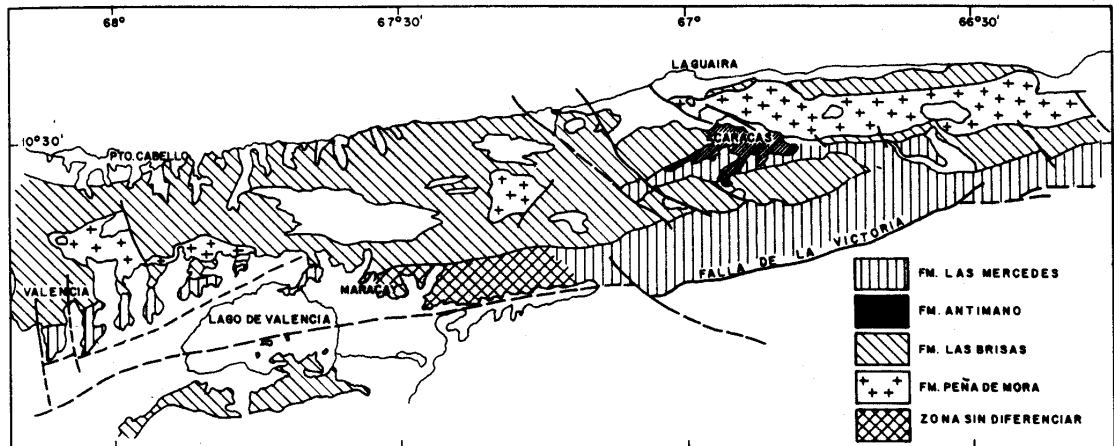 68°
67°30'
67°
66°30'
LA GUAIRA
10°30'
PTO. CABELLO
CARACAS
VALENCIA
MARACAY
LAGO DE VALENCIA
FALLA DE LA VICTORIA
FM. LAS MERCEDES
FM. ANTIMANO
FM. LAS BRISAS
FM. PEÑA DE MORA
ZONA SIN DIFERENCIAR